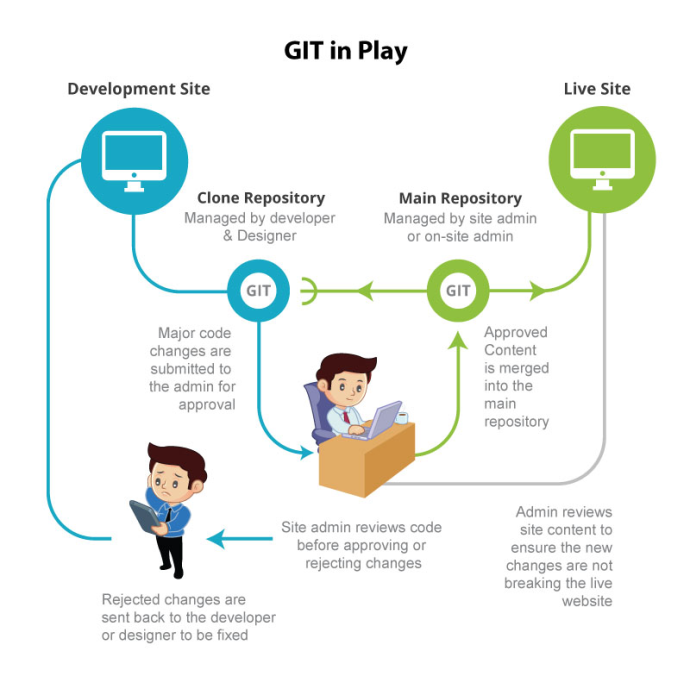 GIT in Play
Development Site
Live Site
Clone Repository
Managed by developer
& Designer
Main Repository
Managed by site admin
or on-site admin
GIT
GIT
Major code
changes are
submitted to
the admin for
approval
Approved
Content
is merged
into the
main
repository
Site admin reviews code
before approving or
rejecting changes
Admin reviews
site content to
ensure the new
changes are not
breaking the live
website
Rejected changes are
sent back to the developer
or designer to be fixed